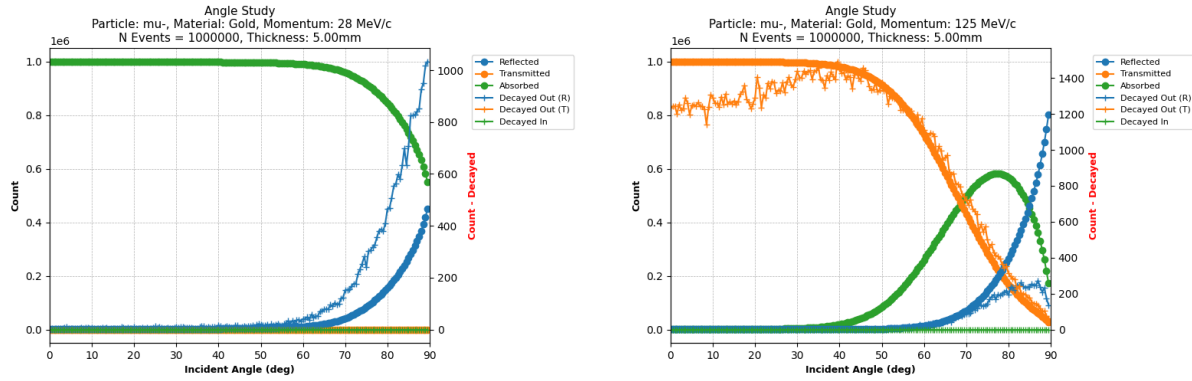 Angle Study
Particle: mu-, Material: Gold, Momentum: 28 MeV/c
N Events = 1000000, Thickness: 5.00mm
1e6
1.0
0.8
0.6
0.4
0.2
0.0
Count
0 10 20 30 40 50 60 70 80 90
Incident Angle (deg)
1000
800
600
400
200
0
Count - Decayed
Reflected
Transmitted
Absorbed
Decayed Out (R)
Decayed Out (T)
Decayed In
Angle Study
Particle: mu-, Material: Gold, Momentum: 125 MeV/c
N Events = 1000000, Thickness: 5.00mm
1e6
1.0
0.8
0.6
0.4
0.2
0.0
Count
0 10 20 30 40 50 60 70 80 90
Incident Angle (deg)
1400
1200
1000
800
600
400
200
0
Count - Decayed
Reflected
Transmitted
Absorbed
Decayed Out (R)
Decayed Out (T)
Decayed In